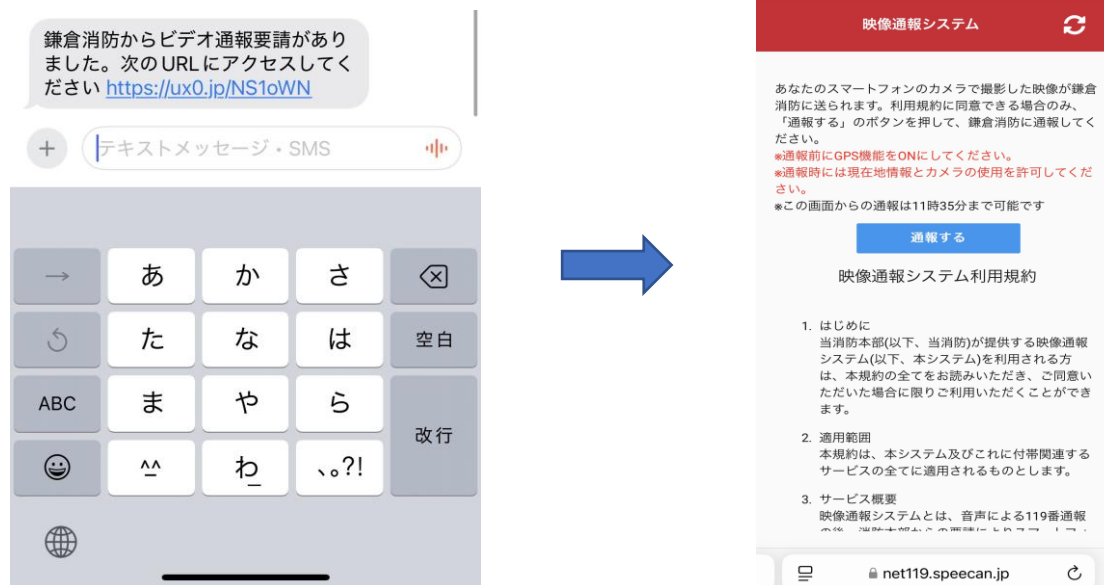 鎌倉消防からビデオ通報要請があり
ました。次のURLにアクセスしてく
ださい https://ux0.jp/NS1oWN
テキストメッセージ・SMS
→ あ か さ
た な は 空白
ABC ま や ら
改行
^^ わ 、。?!
映像通報システム
あなたのスマートフォンのカメラで撮影した映像が鎌倉
消防に送られます。利用規約に同意できる場合のみ、
「通報する」のボタンを押して、鎌倉消防に通報してく
ださい。
※通報前にGPS機能をONにしてください。
※通報時には現在地情報とカメラの使用を許可してくだ
さい。
※この画面からの通報は11時35分まで可能です
通報する
映像通報システム利用規約
1. はじめに
当消防本部(以下、当消防)が提供する映像通報
システム(以下、本システム)を利用される方
は、本規約の全てをお読みいただき、ご同意い
ただいた場合に限りご利用いただくことができ
ます。
2. 適用範囲
本規約は、本システム及びこれに付帯関連する
サービスの全てに適用されるものとします。
3. サービス概要
映像通報システムとは、音声による119番通報
net119.speecan.jp